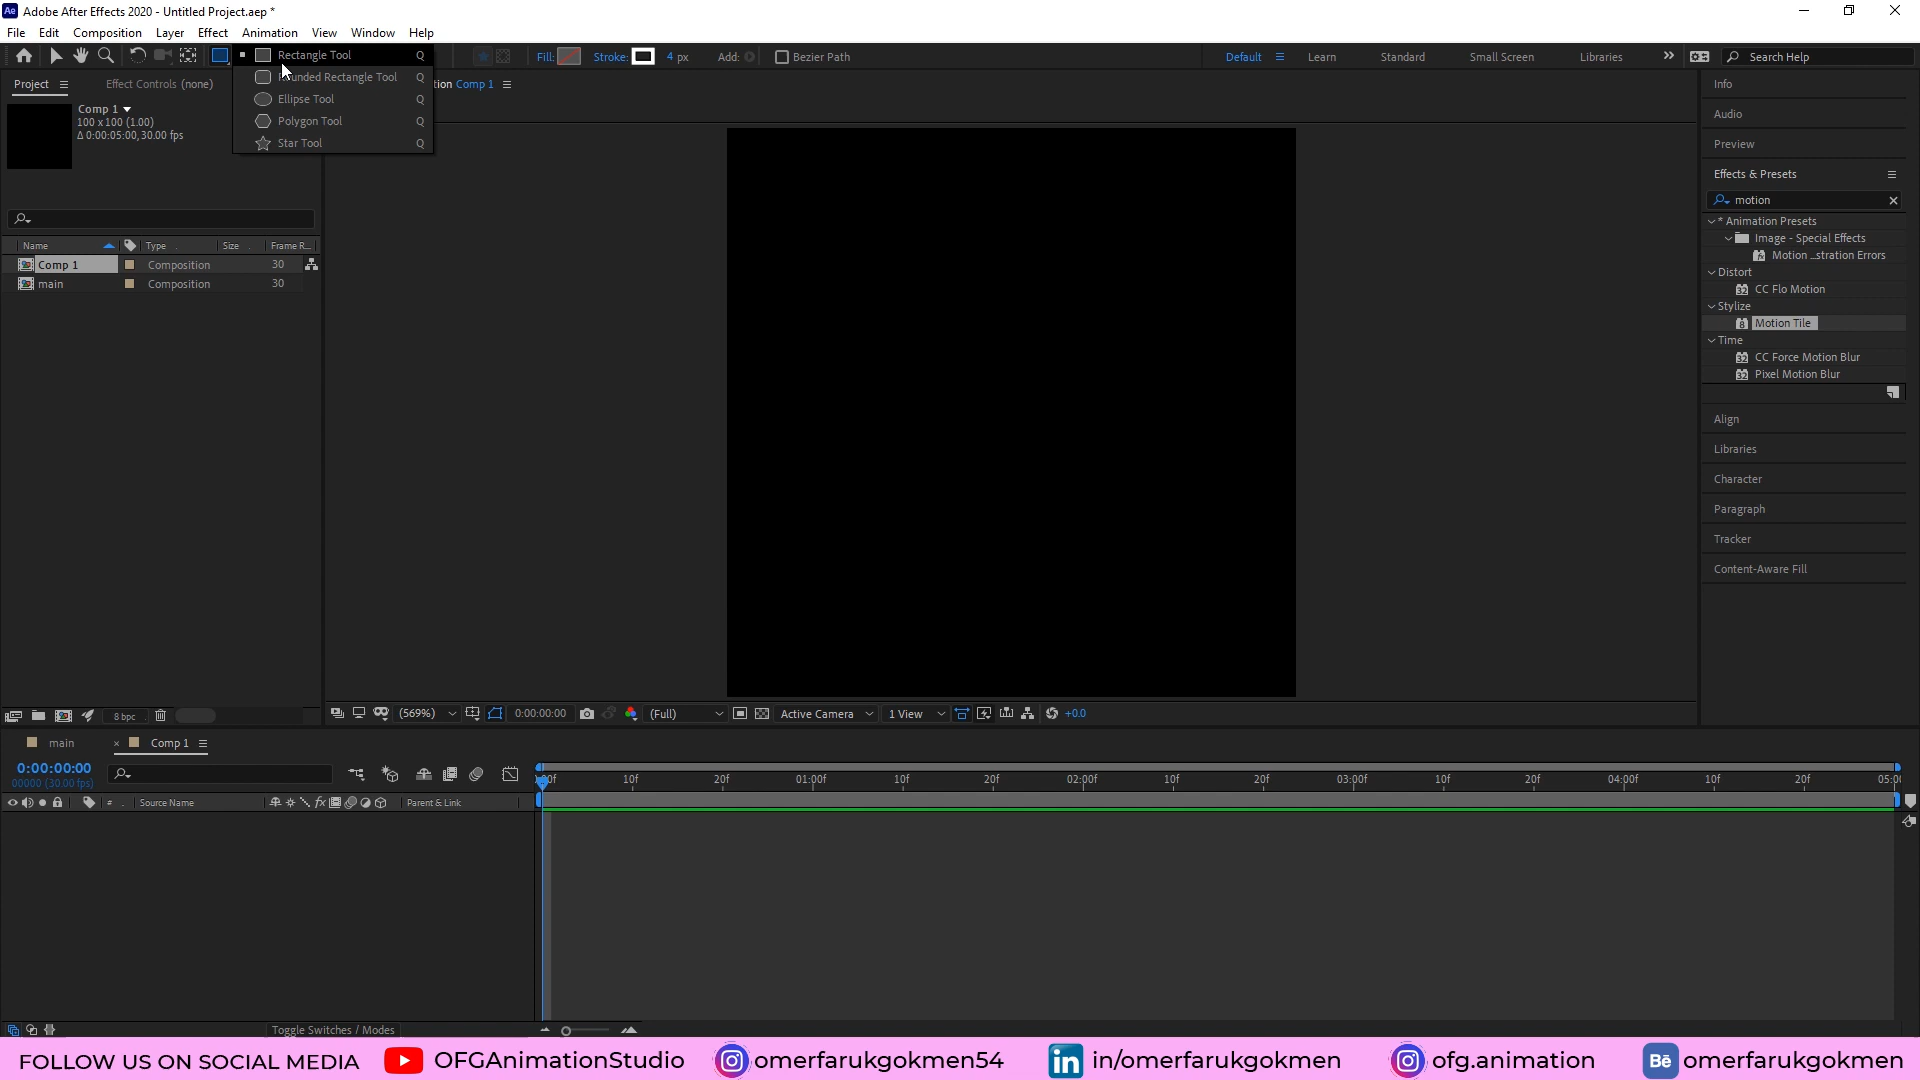 Adobe After Effects 2020 - Untitled Project.aep *
File Edit Composition Layer Effect Animation View Window Help
Rectangle Tool Q
Rounded Rectangle Tool Q
Ellipse Tool Q
Polygon Tool Q
Star Tool Q
Fill: Stroke: 4 px Add: Bezier Path
Default Learn Standard Small Screen Libraries Search Help
Project Effect Controls (none)
Comp 1
Comp 1
100 x 100 (1.00)
Δ 0:00:05:00, 30.00 fps
Name Type Size Frame R...
Comp 1 Composition 30
main Composition 30
Info
Audio
Preview
Effects & Presets
motion
* Animation Presets
Image - Special Effects
Motion ...stration Errors
Distort
CC Flo Motion
Stylize
Motion Tile
Time
CC Force Motion Blur
Pixel Motion Blur
Align
Libraries
Character
Paragraph
Tracker
Content-Aware Fill
8 bpc
(569%) 0:00:00:00 (Full) Active Camera 1 View +0.0
main Comp 1
0:00:00:00
00000 (30.00 fps)
10f 20f 01:00f 10f 20f 02:00f 10f 20f 03:00f 10f 20f 04:00f 10f 20f
# Source Name fx Parent & Link
Toggle Switches / Modes
FOLLOW US ON SOCIAL MEDIA OFGAnimationStudio omerfarukgokmen54 in in/omerfarukgokmen ofg.animation Bē omerfarukgokmen